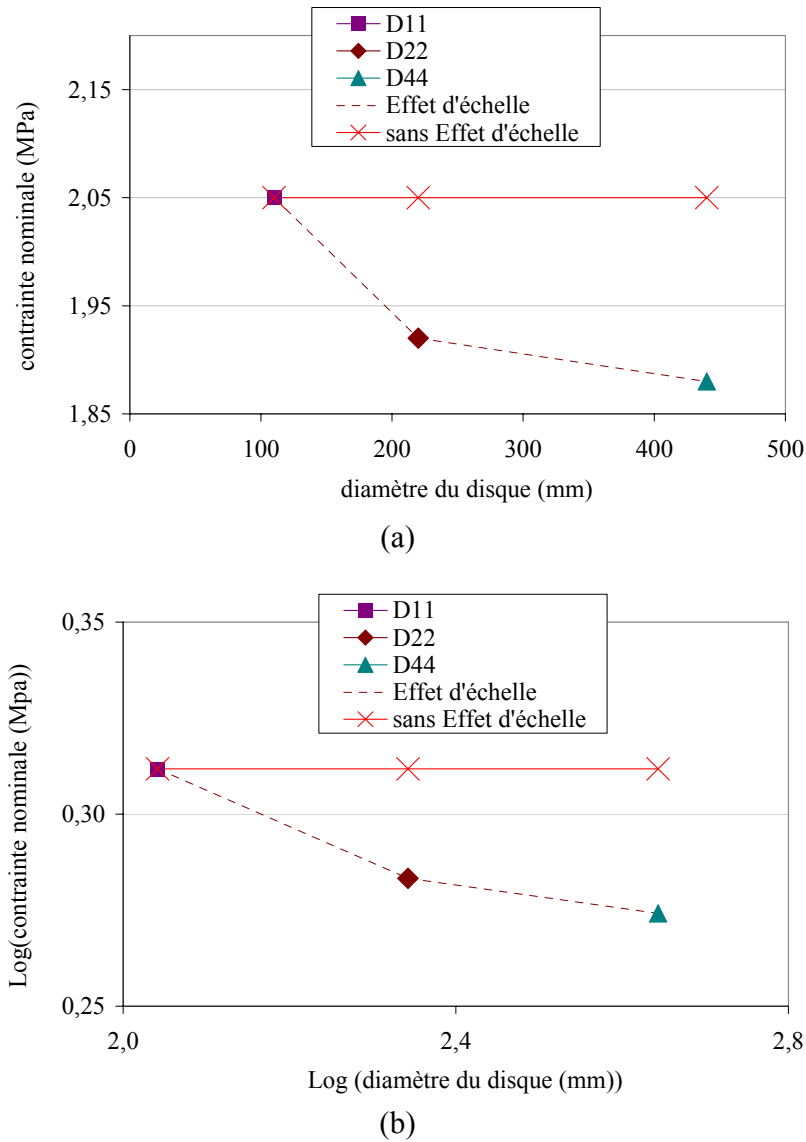 D11
D22
D44
Effet d'échelle
sans Effet d'échelle
2,15
2,05
1,95
1,85
contrainte nominale (MPa)
0
100
200
300
400
500
diamètre du disque (mm)
(a)
D11
D22
D44
Effet d'échelle
sans Effet d'échelle
0,35
0,30
0,25
Log(contrainte nominale (Mpa))
2,0
2,4
2,8
Log (diamètre du disque (mm))
(b)